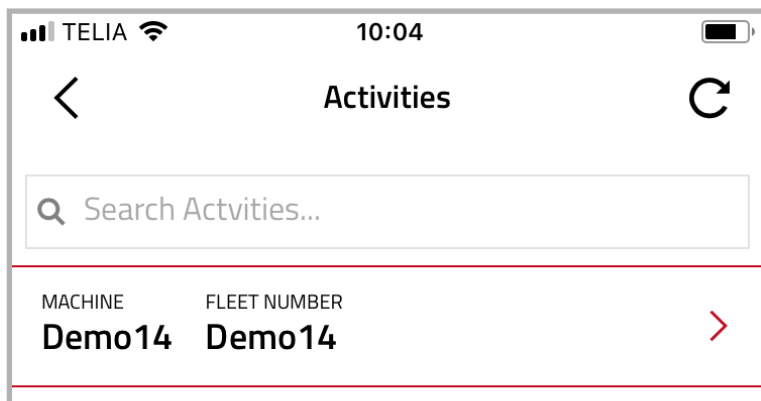 TELIA 10:04
Activities
Search Actvities...
MACHINE FLEET NUMBER
Demo14 Demo14